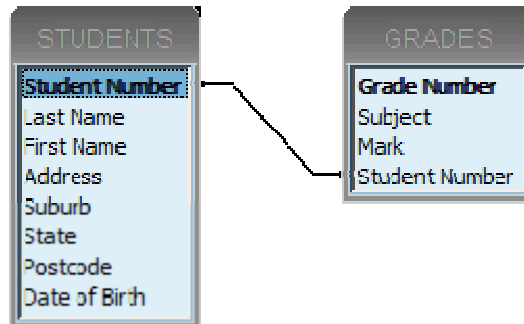 STUDENTS
Student Number
Last Name
First Name
Address
Suburb
State
Postcode
Date of Birth
GRADES
Grade Number
Subject
Mark
Student Number